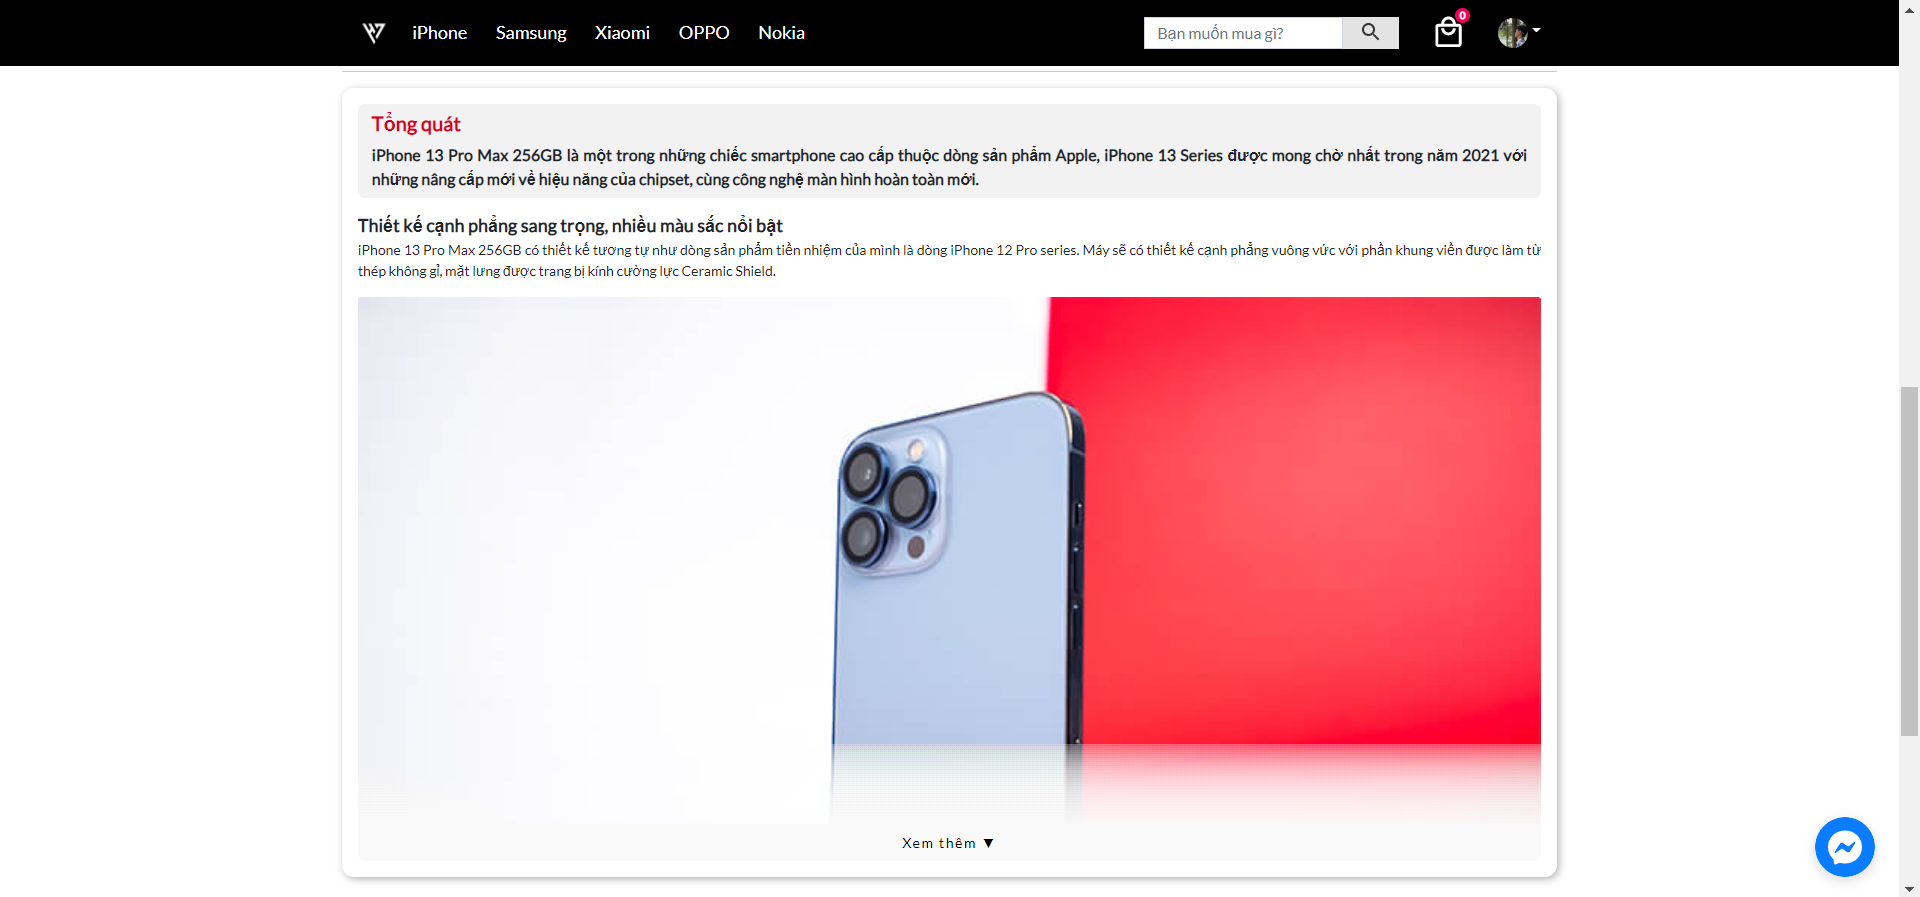 iPhone Samsung Xiaomi OPPO Nokia Bạn muốn mua gì? 0
Tổng quát
iPhone 13 Pro Max 256GB là một trong những chiếc smartphone cao cấp thuộc dòng sản phẩm Apple, iPhone 13 Series được mong chờ nhất trong năm 2021 với
những nâng cấp mới về hiệu năng của chipset, cùng công nghệ màn hình hoàn toàn mới.
Thiết kế cạnh phẳng sang trọng, nhiều màu sắc nổi bật
iPhone 13 Pro Max 256GB có thiết kế tương tự như dòng sản phẩm tiền nhiệm của mình là dòng iPhone 12 Pro series. Máy sẽ có thiết kế cạnh phẳng vuông vức với phần khung viền được làm từ
thép không gỉ, mặt lưng được trang bị kính cường lực Ceramic Shield.
Xem thêm ▼